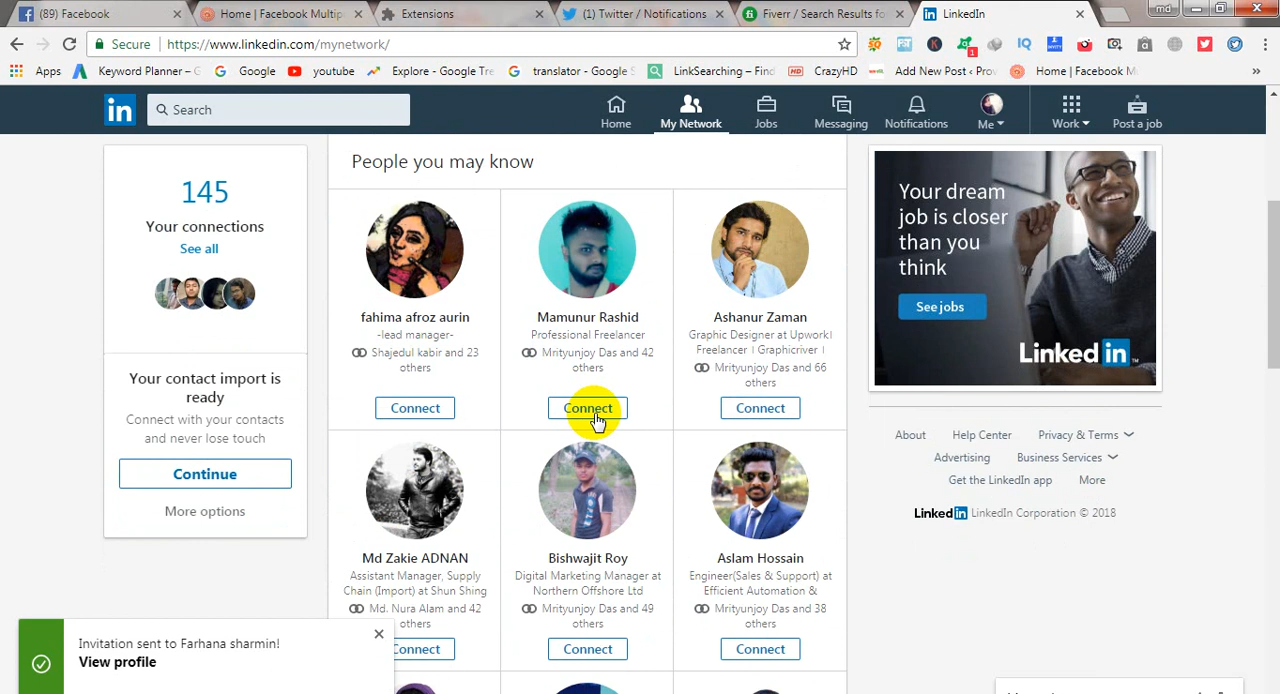 (89) Facebook
Home | Facebook Multip
Extensions
(1) Twitter / Notifications
Fiverr / Search Results fo
LinkedIn
md
Secure
https://www.linkedin.com/mynetwork/
Apps
Keyword Planner – G
Google
youtube
Explore - Google Tre
translator - Google S
LinkSearching – Find
CrazyHD
Add New Post ‹ Prov
Home | Facebook M
»
in
Search
Home
My Network
Jobs
Messaging
Notifications
Me
Work
Post a job
145
Your connections
See all
Your contact import is
ready
Connect with your contacts
and never lose touch
Continue
More options
People you may know
fahima afroz aurin
-lead manager-
Shajedul kabir and 23
others
Connect
Mamunur Rashid
Professional Freelancer
Mrityunjoy Das and 42
others
Connect
Ashanur Zaman
Graphic Designer at Upwork|
Freelancer | Graphicriver |
Mrityunjoy Das and 66
others
Connect
Md Zakie ADNAN
Assistant Manager, Supply
Chain (Import) at Shun Shing
Md. Nura Alam and 42
others
Connect
Bishwajit Roy
Digital Marketing Manager at
Northern Offshore Ltd
Mrityunjoy Das and 49
others
Connect
Aslam Hossain
Engineer(Sales & Support) at
Efficient Automation &
Mrityunjoy Das and 38
others
Connect
Your dream
job is closer
than you
think
See jobs
Linked in
About
Help Center
Privacy & Terms
Advertising
Business Services
Get the LinkedIn app
More
Linked in LinkedIn Corporation © 2018
Invitation sent to Farhana sharmin!
View profile